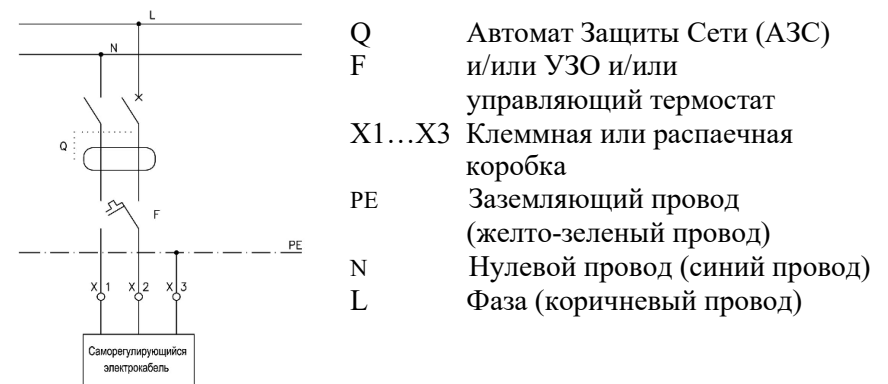 L
N
Q
F
PE
X 1 X 2 X 3
Саморегулирующийся
электрокабель
Q Автомат Защиты Сети (АЗС)
F и/или УЗО и/или
управляющий термостат
X1…X3 Клеммная или распаечная
коробка
PE Заземляющий провод
(желто-зеленый провод)
N Нулевой провод (синий провод)
L Фаза (коричневый провод)